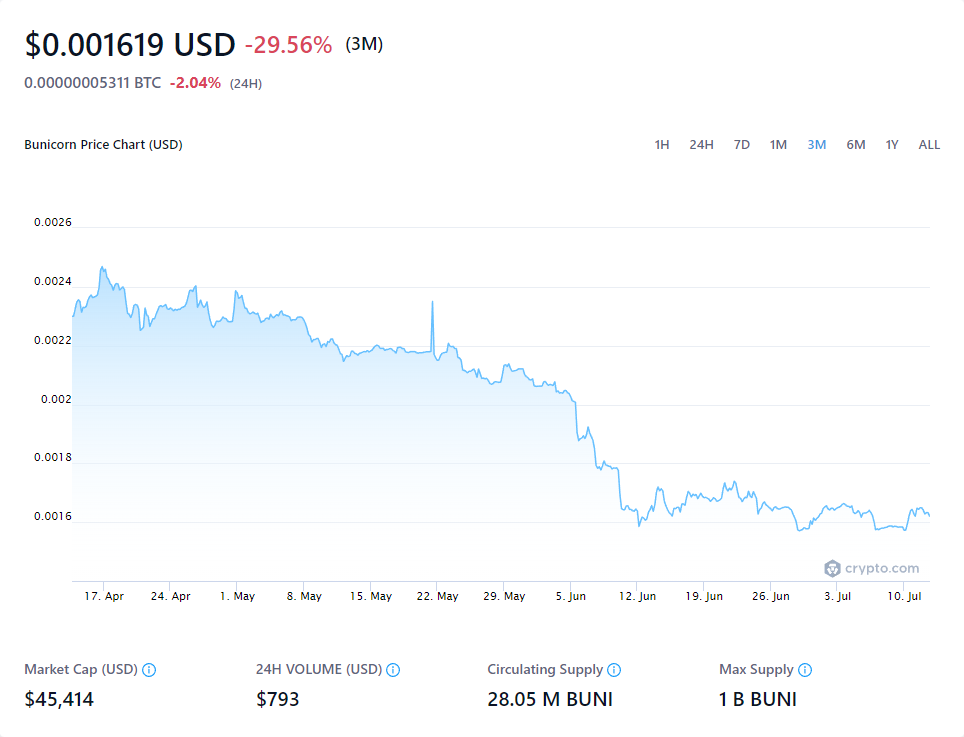 $0.001619 USD -29.56% (3M)
0.00000005311 BTC -2.04% (24H)
Bunicorn Price Chart (USD) 1H 24H 7D 1M 3M 6M 1Y ALL
0.0026
0.0024
0.0022
0.002
0.0018
0.0016
crypto.com
17. Apr 24. Apr 1. May 8. May 15. May 22. May 29. May 5. Jun 12. Jun 19. Jun 26. Jun 3. Jul 10. Jul
Market Cap (USD) 24H VOLUME (USD) Circulating Supply Max Supply
$45,414 $793 28.05 M BUNI 1 B BUNI